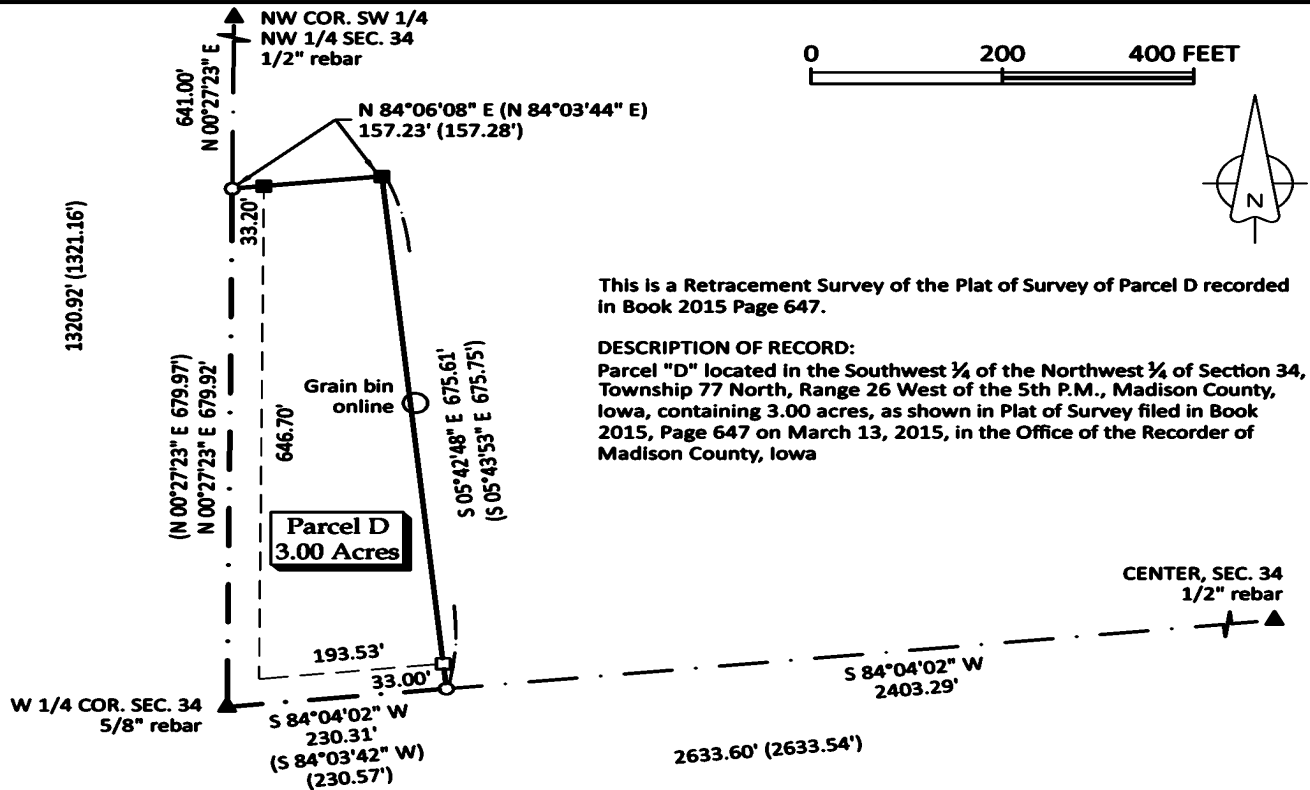 NW COR. SW 1/4
NW 1/4 SEC. 34
1/2" rebar
0 200 400 FEET
641.00'
N 00°27'23" E
N 84°06'08" E (N 84°03'44" E)
157.23' (157.28')
N
33.20'
1320.92' (1321.16')
This is a Retracement Survey of the Plat of Survey of Parcel D recorded
in Book 2015 Page 647.
DESCRIPTION OF RECORD:
Parcel "D" located in the Southwest ¼ of the Northwest ¼ of Section 34,
Township 77 North, Range 26 West of the 5th P.M., Madison County,
Iowa, containing 3.00 acres, as shown in Plat of Survey filed in Book
2015, Page 647 on March 13, 2015, in the Office of the Recorder of
Madison County, Iowa
Grain bin
online
(N 00°27'23" E 679.97')
N 00°27'23" E 679.92'
646.70'
S 05°42'48" E 675.61'
(S 05°43'53" E 675.75')
Parcel D
3.00 Acres
CENTER, SEC. 34
1/2" rebar
193.53'
33.00'
W 1/4 COR. SEC. 34
5/8" rebar
S 84°04'02" W
230.31'
(S 84°03'42" W)
(230.57')
S 84°04'02" W
2403.29'
2633.60' (2633.54')